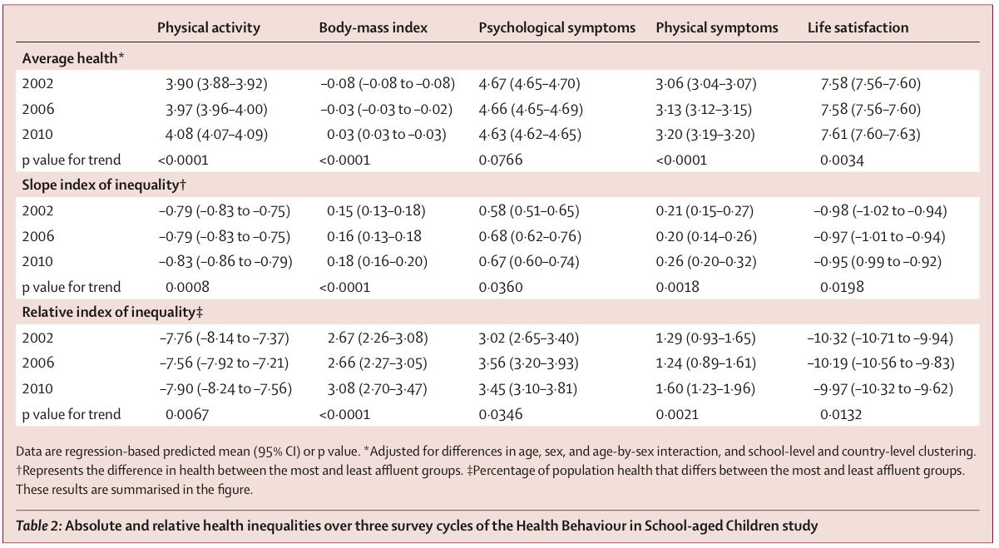 Physical activity Body-mass index Psychological symptoms Physical symptoms Life satisfaction
Average health*
2002 3·90 (3·88–3·92) –0·08 (–0·08 to –0·08) 4·67 (4·65–4·70) 3·06 (3·04–3·07) 7·58 (7·56–7·60)
2006 3·97 (3·96–4·00) –0·03 (–0·03 to –0·02) 4·66 (4·65–4·69) 3·13 (3·12–3·15) 7·58 (7·56–7·60)
2010 4·08 (4·07–4·09) 0·03 (0·03 to –0·03) 4·63 (4·62–4·65) 3·20 (3·19–3·20) 7·61 (7·60–7·63)
p value for trend <0·0001 <0·0001 0·0766 <0·0001 0·0034
Slope index of inequality†
2002 –0·79 (–0·83 to –0·75) 0·15 (0·13–0·18) 0·58 (0·51–0·65) 0·21 (0·15–0·27) –0·98 (–1·02 to –0·94)
2006 –0·79 (–0·83 to –0·75) 0·16 (0·13–0·18 0·68 (0·62–0·76) 0·20 (0·14–0·26) –0·97 (–1·01 to –0·94)
2010 –0·83 (–0·86 to –0·79) 0·18 (0·16–0·20) 0·67 (0·60–0·74) 0·26 (0·20–0·32) –0·95 (0·99 to –0·92)
p value for trend 0·0008 <0·0001 0·0360 0·0018 0·0198
Relative index of inequality‡
2002 –7·76 (–8·14 to –7·37) 2·67 (2·26–3·08) 3·02 (2·65–3·40) 1·29 (0·93–1·65) –10·32 (–10·71 to –9·94)
2006 –7·56 (–7·92 to –7·21) 2·66 (2·27–3·05) 3·56 (3·20–3·93) 1·24 (0·89–1·61) –10·19 (–10·56 to –9·83)
2010 –7·90 (–8·24 to –7·56) 3·08 (2·70–3·47) 3·45 (3·10–3·81) 1·60 (1·23–1·96) –9·97 (–10·32 to –9·62)
p value for trend 0·0067 <0·0001 0·0346 0·0021 0·0132
Data are regression-based predicted mean (95% CI) or p value. *Adjusted for differences in age, sex, and age-by-sex interaction, and school-level and country-level clustering.
†Represents the difference in health between the most and least affluent groups. ‡Percentage of population health that differs between the most and least affluent groups.
These results are summarised in the figure.
Table 2: Absolute and relative health inequalities over three survey cycles of the Health Behaviour in School-aged Children study